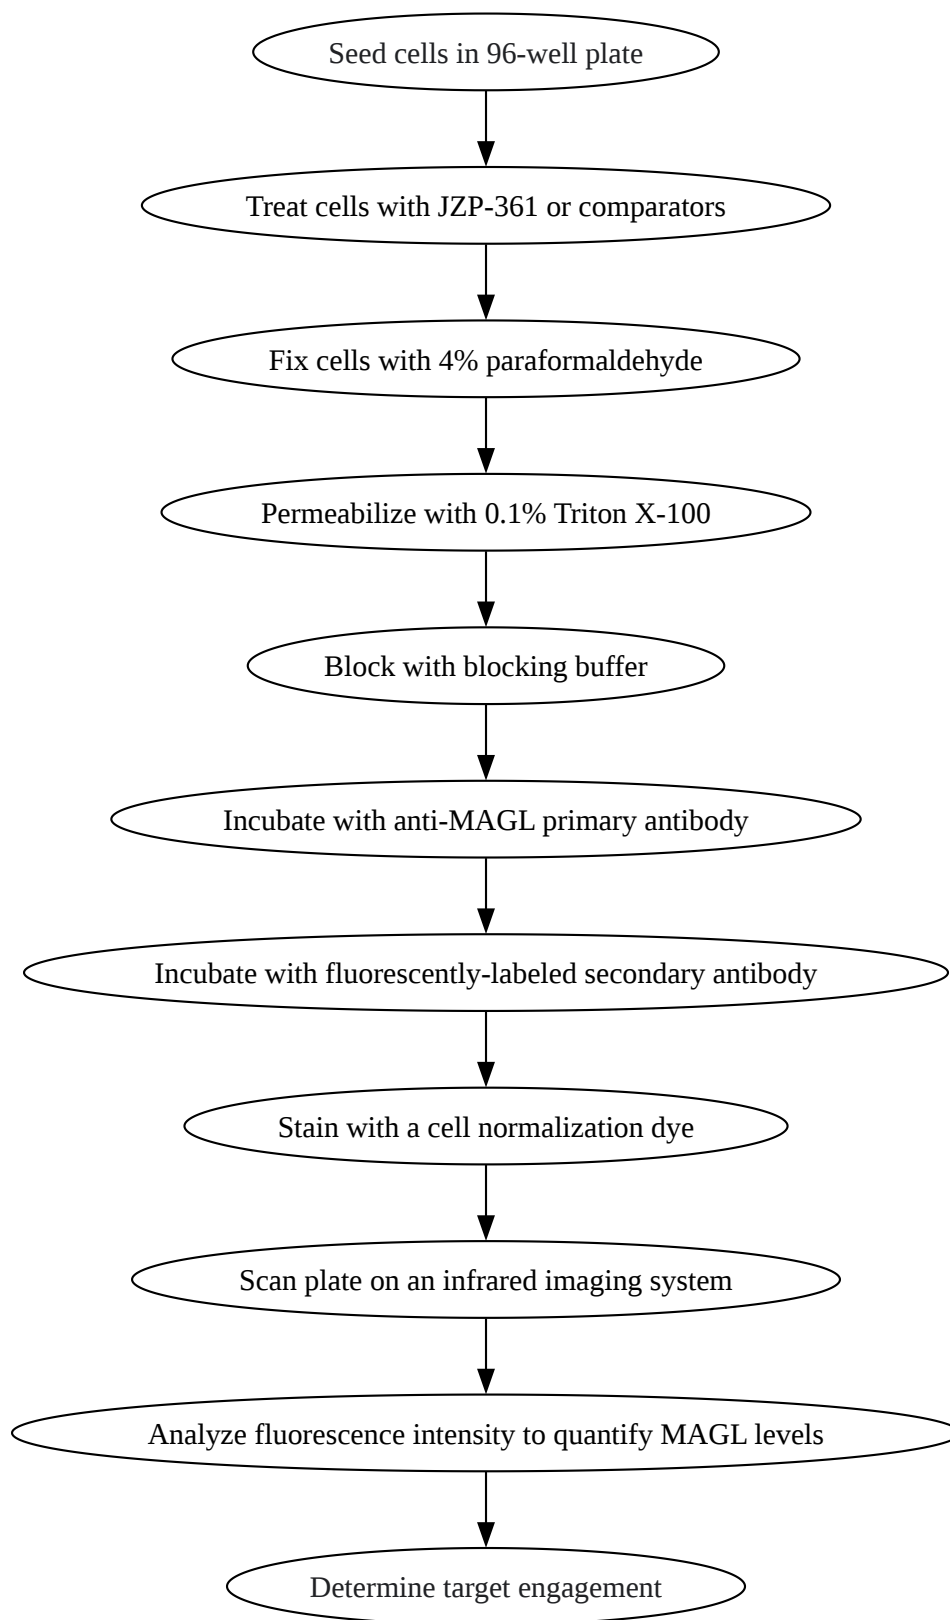 Seed cells in 96-well plate
Treat cells with JZP-361 or comparators
Fix cells with 4% paraformaldehyde
Permeabilize with 0.1% Triton X-100
Block with blocking buffer
Incubate with anti-MAGL primary antibody
Incubate with fluorescently-labeled secondary antibody
Stain with a cell normalization dye
Scan plate on an infrared imaging system
Analyze fluorescence intensity to quantify MAGL levels
Determine target engagement